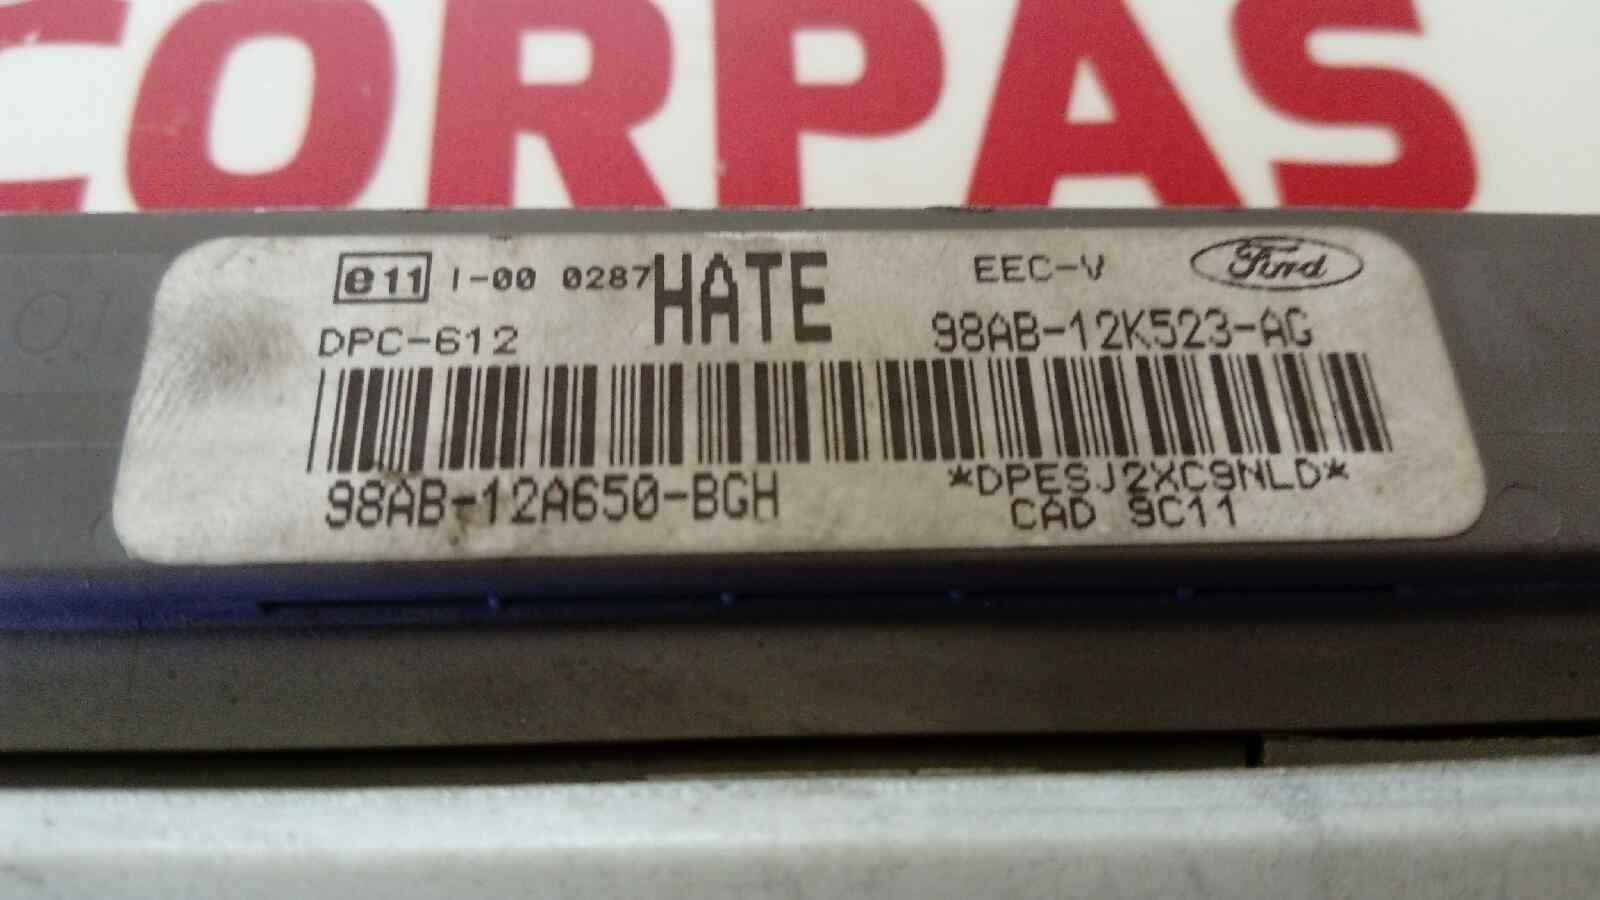 CORPAS
e11 I-00 0287 HATE EEC-V Ford
DPC-612 98AB-12K523-AG
98AB-12A650-BGH *DPESJ2XC9NLD*
CAD 9C11